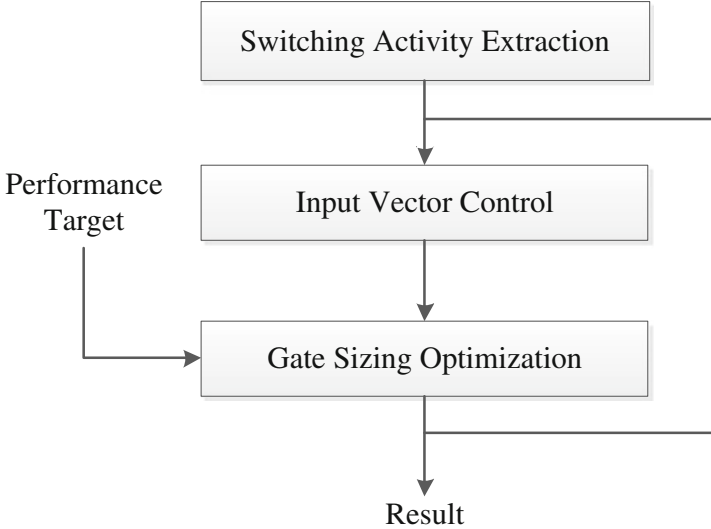 Switching Activity Extraction
Performance
Target
Input Vector Control
Gate Sizing Optimization
Result